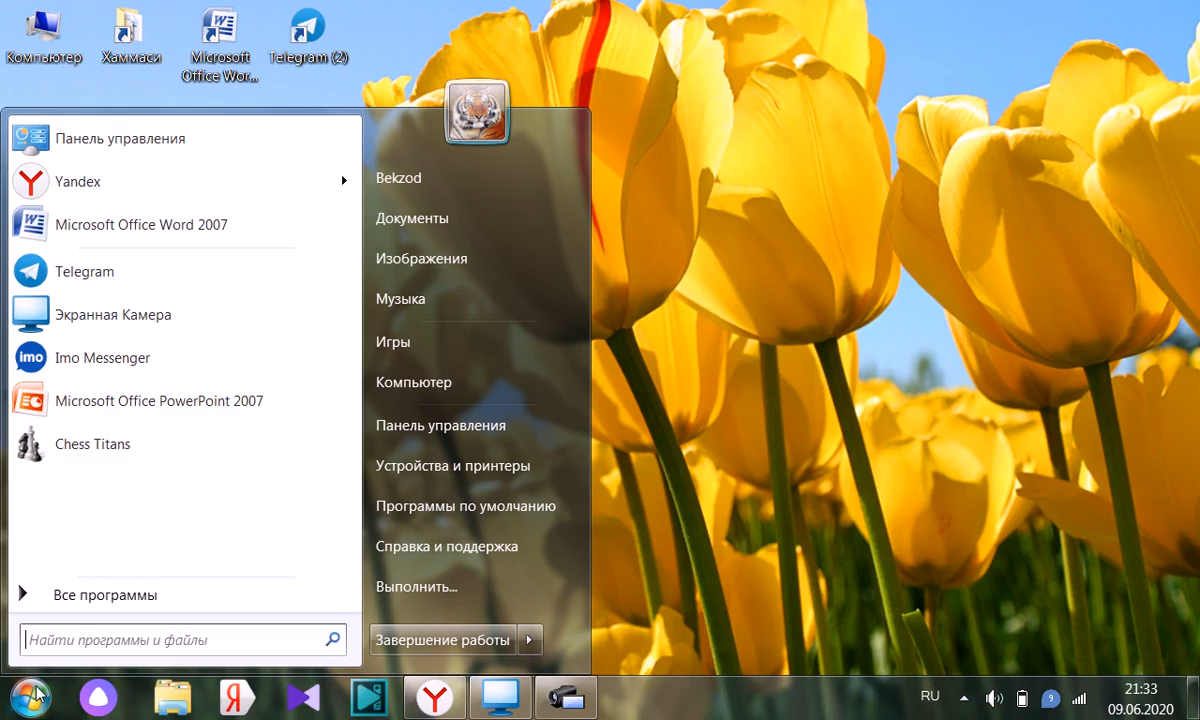 Компьютер
Хаммаси
Microsoft
Office Wor...
Telegram (2)
Панель управления
Yandex
Microsoft Office Word 2007
Telegram
Экранная Камера
imo
Imo Messenger
Microsoft Office PowerPoint 2007
Chess Titans
Все программы
Найти программы и файлы
Bekzod
Документы
Изображения
Музыка
Игры
Компьютер
Панель управления
Устройства и принтеры
Программы по умолчанию
Справка и поддержка
Выполнить...
Завершение работы
Я
RU
9
21:33
09.06.2020